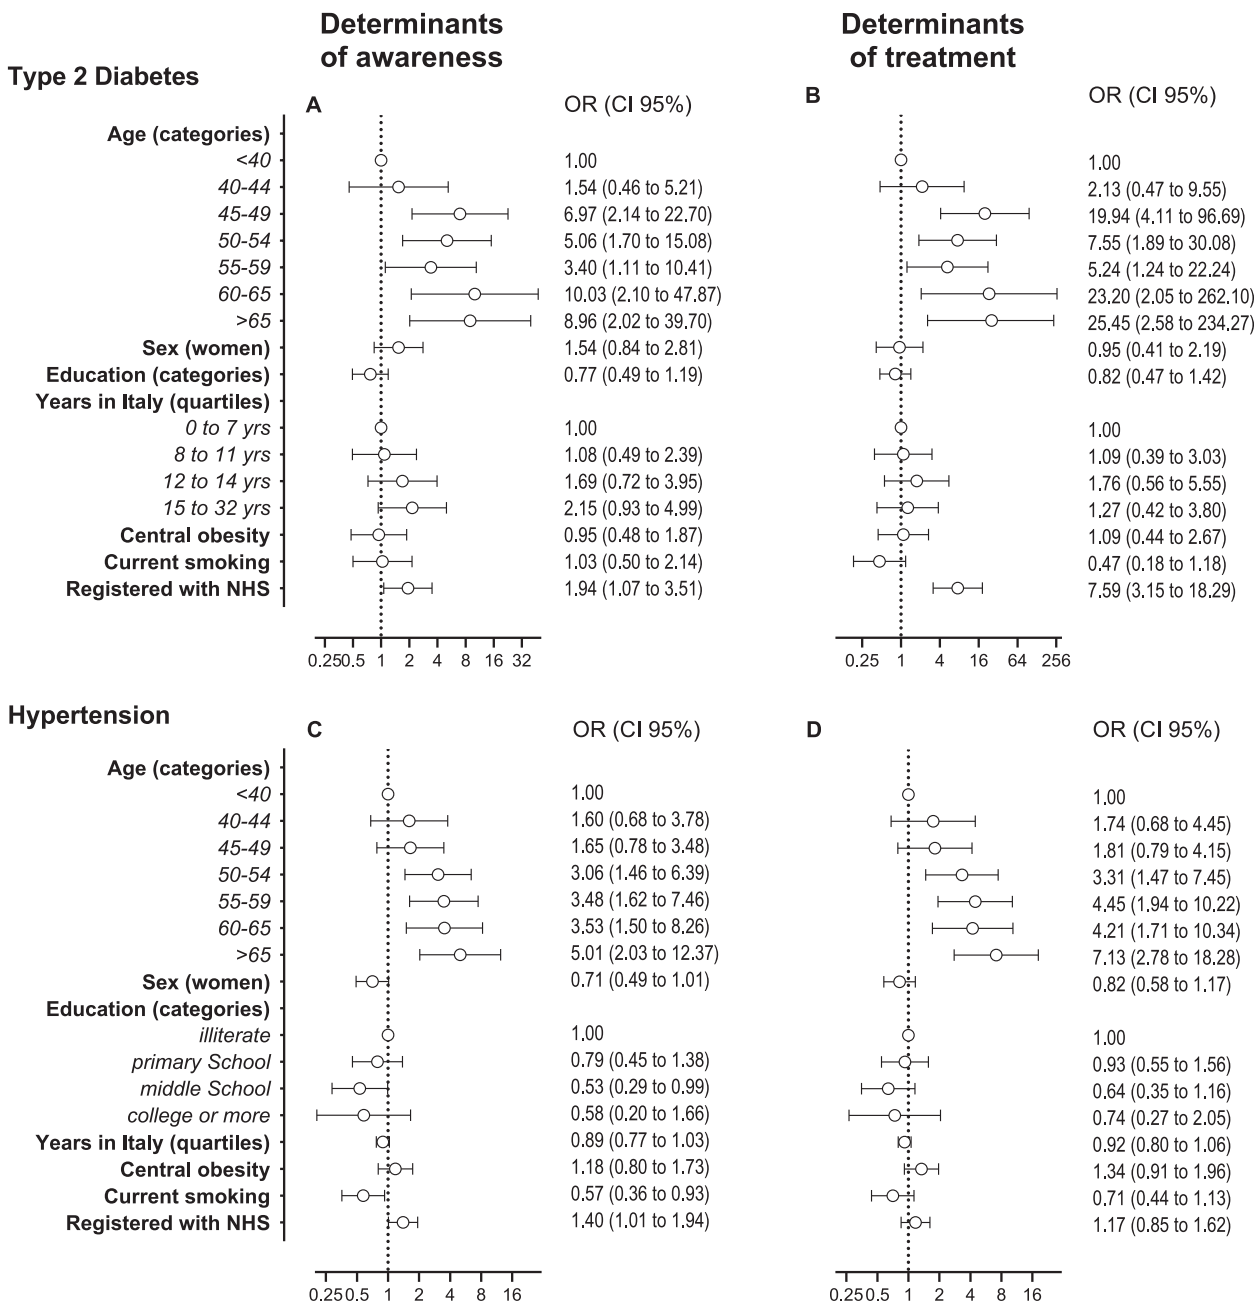 Determinants
of awareness
Determinants
of treatment
Type 2 Diabetes
A OR (CI 95%) B OR (CI 95%)
Age (categories)
<40 1.00 1.00
40-44 1.54 (0.46 to 5.21) 2.13 (0.47 to 9.55)
45-49 6.97 (2.14 to 22.70) 19.94 (4.11 to 96.69)
50-54 5.06 (1.70 to 15.08) 7.55 (1.89 to 30.08)
55-59 3.40 (1.11 to 10.41) 5.24 (1.24 to 22.24)
60-65 10.03 (2.10 to 47.87) 23.20 (2.05 to 262.10)
>65 8.96 (2.02 to 39.70) 25.45 (2.58 to 234.27)
Sex (women) 1.54 (0.84 to 2.81) 0.95 (0.41 to 2.19)
Education (categories) 0.77 (0.49 to 1.19) 0.82 (0.47 to 1.42)
Years in Italy (quartiles)
0 to 7 yrs 1.00 1.00
8 to 11 yrs 1.08 (0.49 to 2.39) 1.09 (0.39 to 3.03)
12 to 14 yrs 1.69 (0.72 to 3.95) 1.76 (0.56 to 5.55)
15 to 32 yrs 2.15 (0.93 to 4.99) 1.27 (0.42 to 3.80)
Central obesity 0.95 (0.48 to 1.87) 1.09 (0.44 to 2.67)
Current smoking 1.03 (0.50 to 2.14) 0.47 (0.18 to 1.18)
Registered with NHS 1.94 (1.07 to 3.51) 7.59 (3.15 to 18.29)
0.25 0.5 1 2 4 8 16 32 0.25 1 4 16 64 256
Hypertension
C OR (CI 95%) D OR (CI 95%)
Age (categories)
<40 1.00 1.00
40-44 1.60 (0.68 to 3.78) 1.74 (0.68 to 4.45)
45-49 1.65 (0.78 to 3.48) 1.81 (0.79 to 4.15)
50-54 3.06 (1.46 to 6.39) 3.31 (1.47 to 7.45)
55-59 3.48 (1.62 to 7.46) 4.45 (1.94 to 10.22)
60-65 3.53 (1.50 to 8.26) 4.21 (1.71 to 10.34)
>65 5.01 (2.03 to 12.37) 7.13 (2.78 to 18.28)
Sex (women) 0.71 (0.49 to 1.01) 0.82 (0.58 to 1.17)
Education (categories)
illiterate 1.00 1.00
primary School 0.79 (0.45 to 1.38) 0.93 (0.55 to 1.56)
middle School 0.53 (0.29 to 0.99) 0.64 (0.35 to 1.16)
college or more 0.58 (0.20 to 1.66) 0.74 (0.27 to 2.05)
Years in Italy (quartiles) 0.89 (0.77 to 1.03) 0.92 (0.80 to 1.06)
Central obesity 1.18 (0.80 to 1.73) 1.34 (0.91 to 1.96)
Current smoking 0.57 (0.36 to 0.93) 0.71 (0.44 to 1.13)
Registered with NHS 1.40 (1.01 to 1.94) 1.17 (0.85 to 1.62)
0.25 0.5 1 2 4 8 16 0.25 0.5 1 2 4 8 16